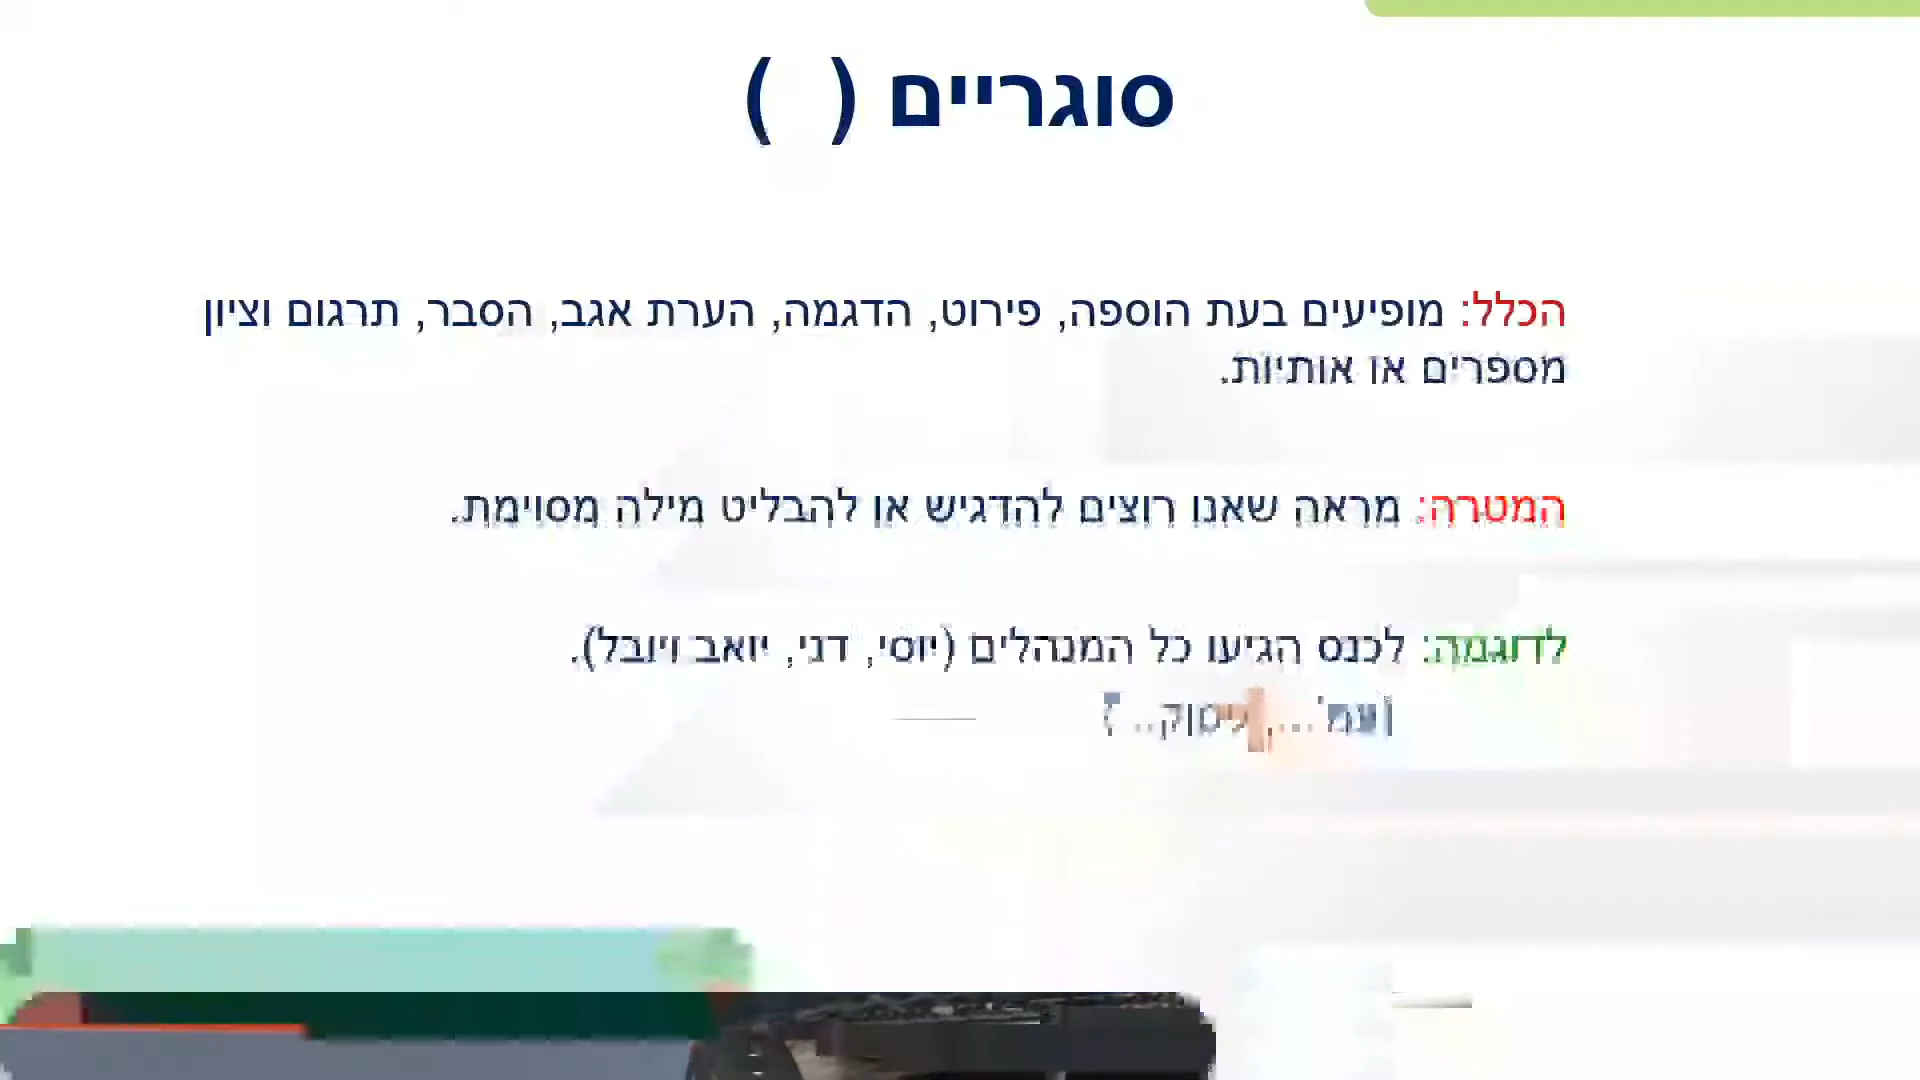 סוגריים (  )
הכלל: מופיעים בעת הוספה, פירוט, הדגמה, הערת אגב, הסבר, תרגום וציון
מספרים או אותיות.
המטרה: מראה שאנו רוצים להדגיש או להבליט מילה מסוימת.
לדוגמה: לכנס הגיעו כל המנהלים (יוסי, דני, יואב ויובל).